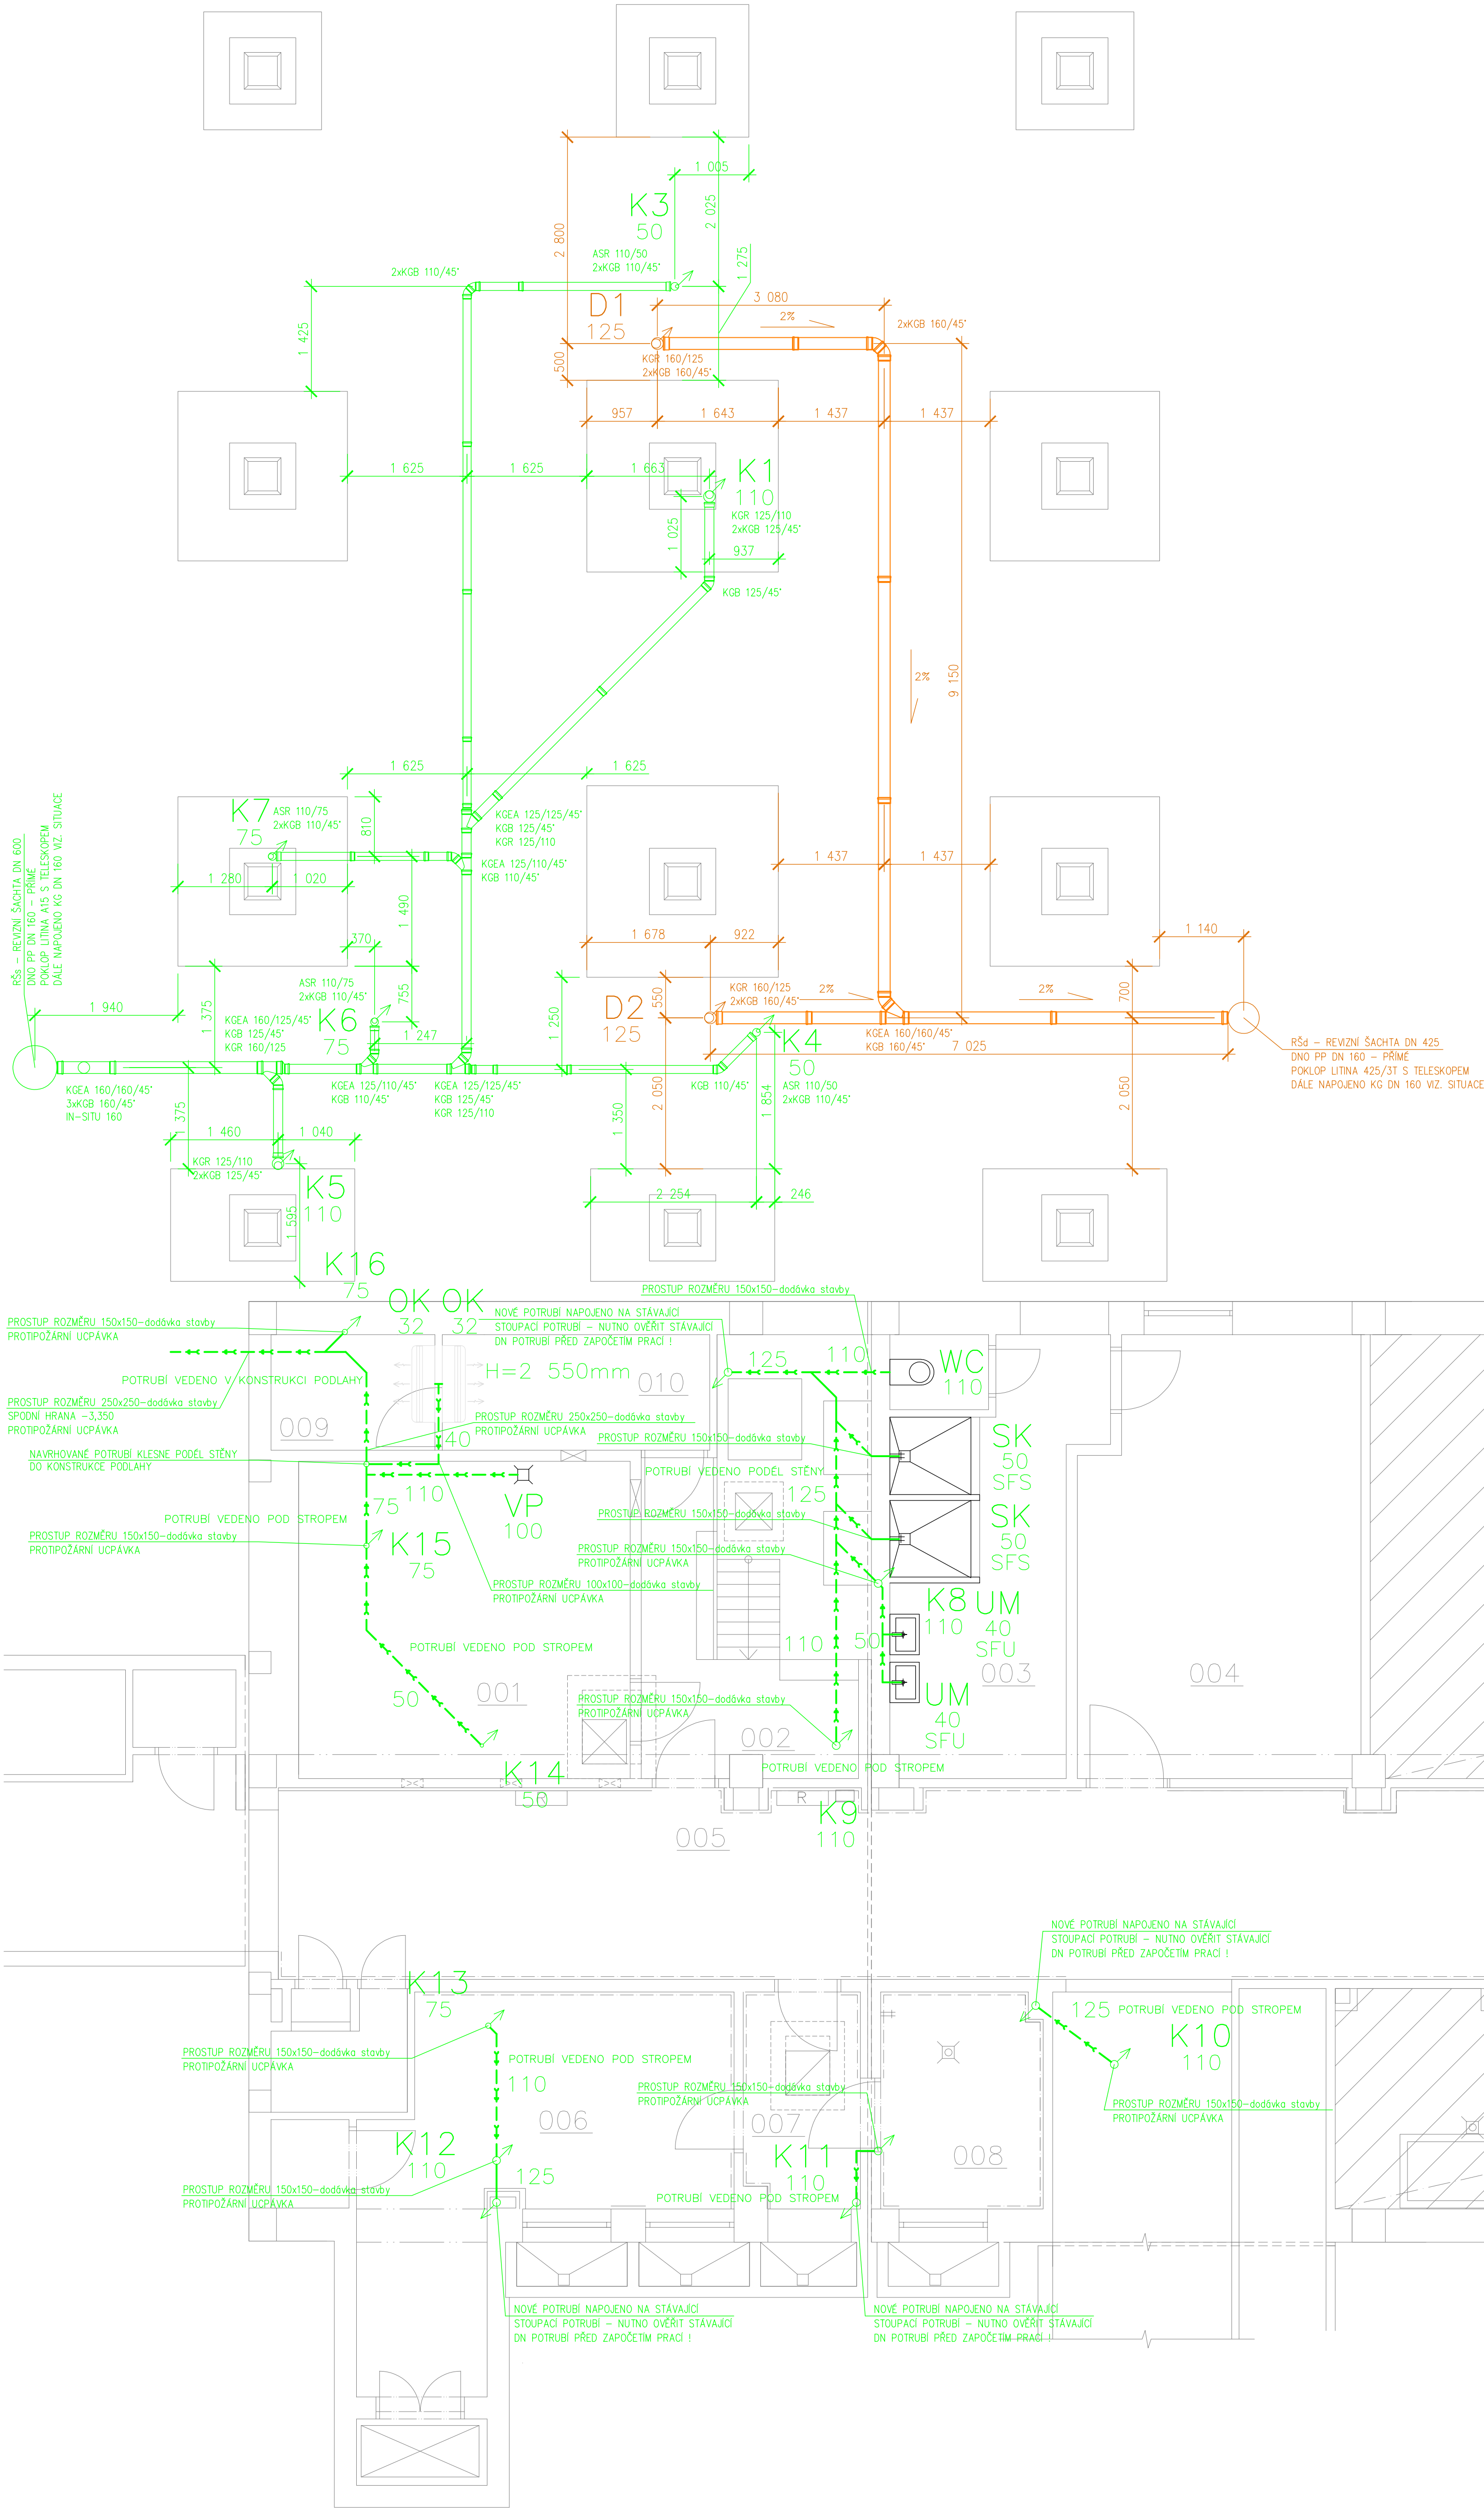 1 005
K3
50
2 025
2 800
1 275
ASR 110/50
2xKGB 110/45°
2xKGB 110/45°
3 080
D1
125
2%
2xKGB 160/45°
1 425
500
KGR 160/125
2xKGB 160/45°
957
1 643
1 437
1 437
1 625
1 625
1 663
K1
110
KGR 125/110
2xKGB 125/45°
1 025
937
KGB 125/45°
2%
9 150
1 625
1 625
K7
75
ASR 110/75
2xKGB 110/45°
810
KGEA 125/125/45°
KGB 125/45°
KGR 125/110
KGEA 125/110/45°
KGB 110/45°
1 437
1 437
1 280
1 020
1 490
RŠs – REVIZNÍ ŠACHTA DN 600
DNO PP DN 160 – PŘÍMÉ
POKLOP LITINA A15 S TELESKOPEM
DÁLE NAPOJENO KG DN 160 VIZ. SITUACE
370
1 678
922
1 140
1 940
1 375
ASR 110/75
2xKGB 110/45°
755
KGR 160/125
2xKGB 160/45°
2%
2%
550
700
D2
125
KGEA 160/125/45°
KGB 125/45°
KGR 160/125
K6
75
1 247
1 250
K4
50
KGEA 160/160/45°
KGB 160/45°
7 025
RŠd – REVIZNÍ ŠACHTA DN 425
DNO PP DN 160 – PŘÍMÉ
POKLOP LITINA 425/3T S TELESKOPEM
DÁLE NAPOJENO KG DN 160 VIZ. SITUACE
KGEA 160/160/45°
3xKGB 160/45°
IN-SITU 160
KGEA 125/110/45°
KGB 110/45°
KGEA 125/125/45°
KGB 125/45°
KGR 125/110
KGB 110/45°
ASR 110/50
2xKGB 110/45°
1 375
1 350
2 050
1 854
2 050
1 460
1 040
KGR 125/110
2xKGB 125/45°
K5
110
1 595
2 254
246
K16
75
OK
32
OK
32
PROSTUP ROZMĚRU 150x150-dodávka stavby
NOVÉ POTRUBÍ NAPOJENO NA STÁVAJÍCÍ
STOUPACÍ POTRUBÍ – NUTNO OVĚŘIT STÁVAJÍCÍ
DN POTRUBÍ PŘED ZAPOČETÍM PRACÍ !
PROSTUP ROZMĚRU 150x150-dodávka stavby
PROTIPOŽÁRNÍ UCPÁVKA
125
110
WC
110
H=2 550mm
010
POTRUBÍ VEDENO V KONSTRUKCI PODLAHY
PROSTUP ROZMĚRU 250x250-dodávka stavby
SPODNÍ HRANA -3,350
PROTIPOŽÁRNÍ UCPÁVKA
009
PROSTUP ROZMĚRU 250x250-dodávka stavby
PROTIPOŽÁRNÍ UCPÁVKA
40
PROSTUP ROZMĚRU 150x150-dodávka stavby
SK
50
SFS
NAVRHOVANÉ POTRUBÍ KLESNE PODÉL STĚNY
DO KONSTRUKCE PODLAHY
POTRUBÍ VEDENO PODÉL STĚNY
110
75
125
VP
100
POTRUBÍ VEDENO POD STROPEM
PROSTUP ROZMĚRU 150x150-dodávka stavby
SK
50
SFS
PROSTUP ROZMĚRU 150x150-dodávka stavby
PROTIPOŽÁRNÍ UCPÁVKA
K15
75
PROSTUP ROZMĚRU 150x150-dodávka stavby
PROTIPOŽÁRNÍ UCPÁVKA
PROSTUP ROZMĚRU 100x100-dodávka stavby
PROTIPOŽÁRNÍ UCPÁVKA
K8
110
UM
40
SFU
POTRUBÍ VEDENO POD STROPEM
110
50
003
004
50
001
UM
40
SFU
PROSTUP ROZMĚRU 150x150-dodávka stavby
PROTIPOŽÁRNÍ UCPÁVKA
002
POTRUBÍ VEDENO POD STROPEM
K14
50
R
R
K9
110
005
NOVÉ POTRUBÍ NAPOJENO NA STÁVAJÍCÍ
STOUPACÍ POTRUBÍ – NUTNO OVĚŘIT STÁVAJÍCÍ
DN POTRUBÍ PŘED ZAPOČETÍM PRACÍ !
K13
75
125
POTRUBÍ VEDENO POD STROPEM
K10
110
PROSTUP ROZMĚRU 150x150-dodávka stavby
PROTIPOŽÁRNÍ UCPÁVKA
POTRUBÍ VEDENO POD STROPEM
110
PROSTUP ROZMĚRU 150x150-dodávka stavby
PROTIPOŽÁRNÍ UCPÁVKA
PROSTUP ROZMĚRU 150x150-dodávka stavby
PROTIPOŽÁRNÍ UCPÁVKA
006
007
008
K12
110
K11
110
125
PROSTUP ROZMĚRU 150x150-dodávka stavby
PROTIPOŽÁRNÍ UCPÁVKA
POTRUBÍ VEDENO POD STROPEM
NOVÉ POTRUBÍ NAPOJENO NA STÁVAJÍCÍ
STOUPACÍ POTRUBÍ – NUTNO OVĚŘIT STÁVAJÍCÍ
DN POTRUBÍ PŘED ZAPOČETÍM PRACÍ !
NOVÉ POTRUBÍ NAPOJENO NA STÁVAJÍCÍ
STOUPACÍ POTRUBÍ – NUTNO OVĚŘIT STÁVAJÍCÍ
DN POTRUBÍ PŘED ZAPOČETÍM PRACÍ !